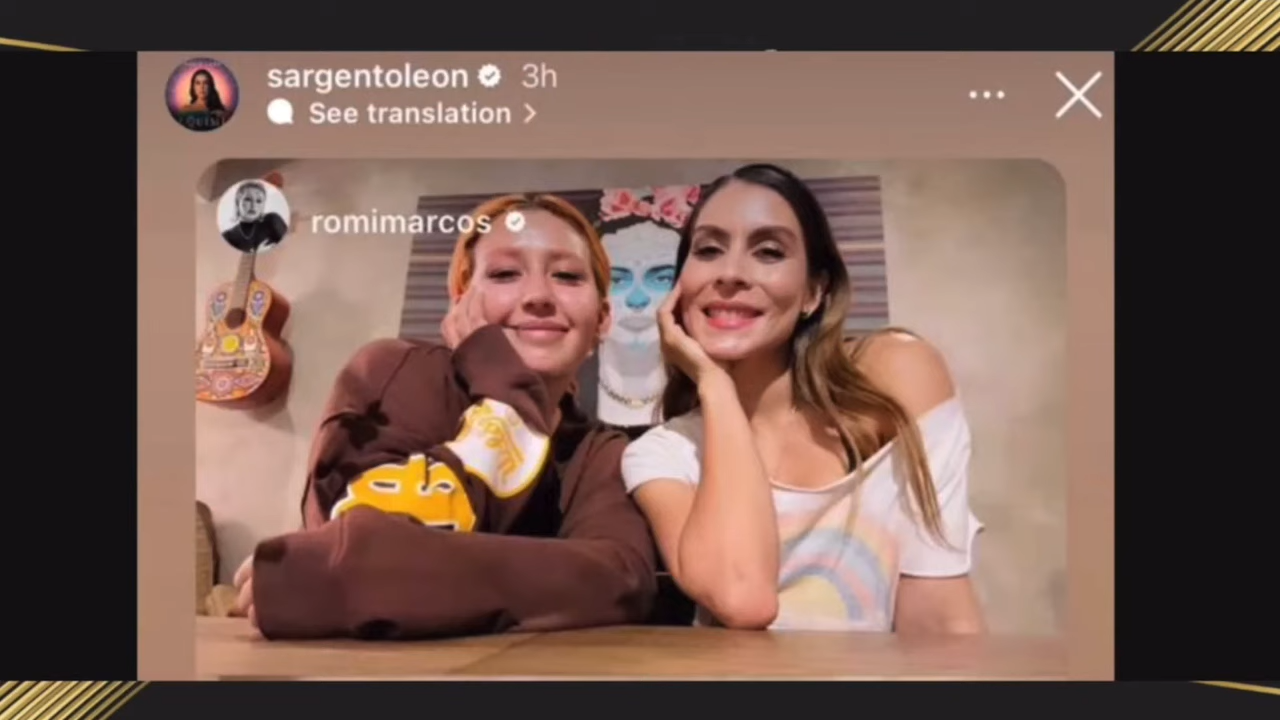 sargentoleon 3h
See translation >
romimarcos